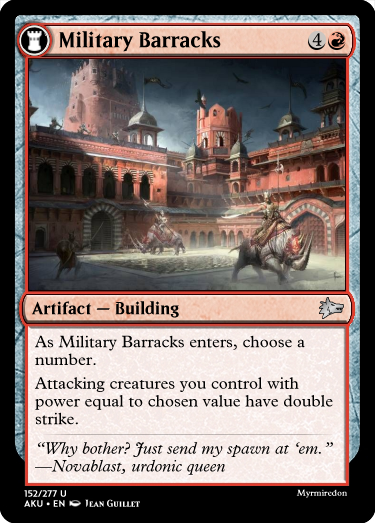 Military Barracks 4
Artifact — Building
As Military Barracks enters, choose a
number.
Attacking creatures you control with
power equal to chosen value have double
strike.
“Why bother? Just send my spawn at ‘em.”
—Novablast, urdonic queen
152/277 U
Myrmiredon
AKU • EN Jean Guillet